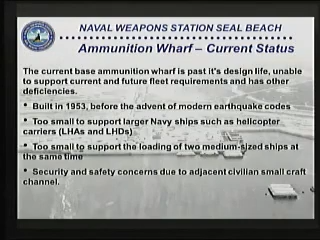 NAVAL WEAPONS STATION SEAL BEACH
Ammunition Wharf – Current Status
The current base ammunition wharf is past it's design life, unable
to support current and future fleet requirements and has other
deficiencies.
• Built in 1953, before the advent of modern earthquake codes
• Too small to support larger Navy ships such as helicopter
carriers (LHAs and LHDs)
• Too small to support the loading of two medium-sized ships at
the same time
• Security and safety concerns due to adjacent civilian small craft
channel.